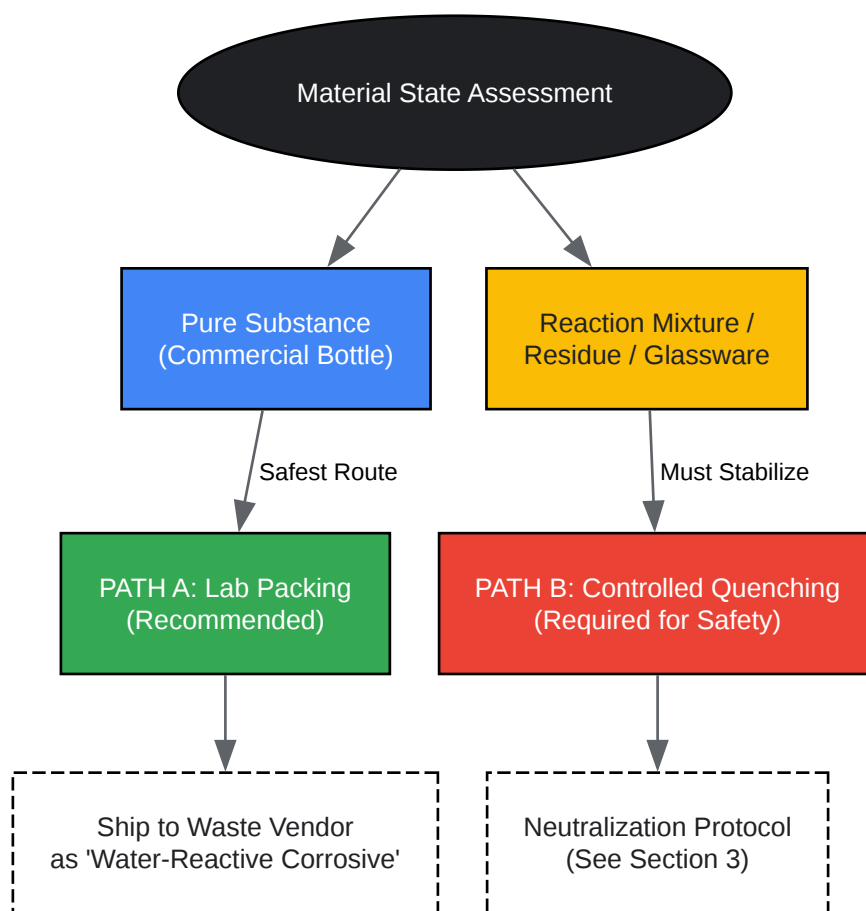 Material State Assessment
Pure Substance
(Commercial Bottle)
Reaction Mixture /
Residue / Glassware
Safest Route
Must Stabilize
PATH A: Lab Packing
(Recommended)
PATH B: Controlled Quenching
(Required for Safety)
Ship to Waste Vendor
as 'Water-Reactive Corrosive'
Neutralization Protocol
(See Section 3)